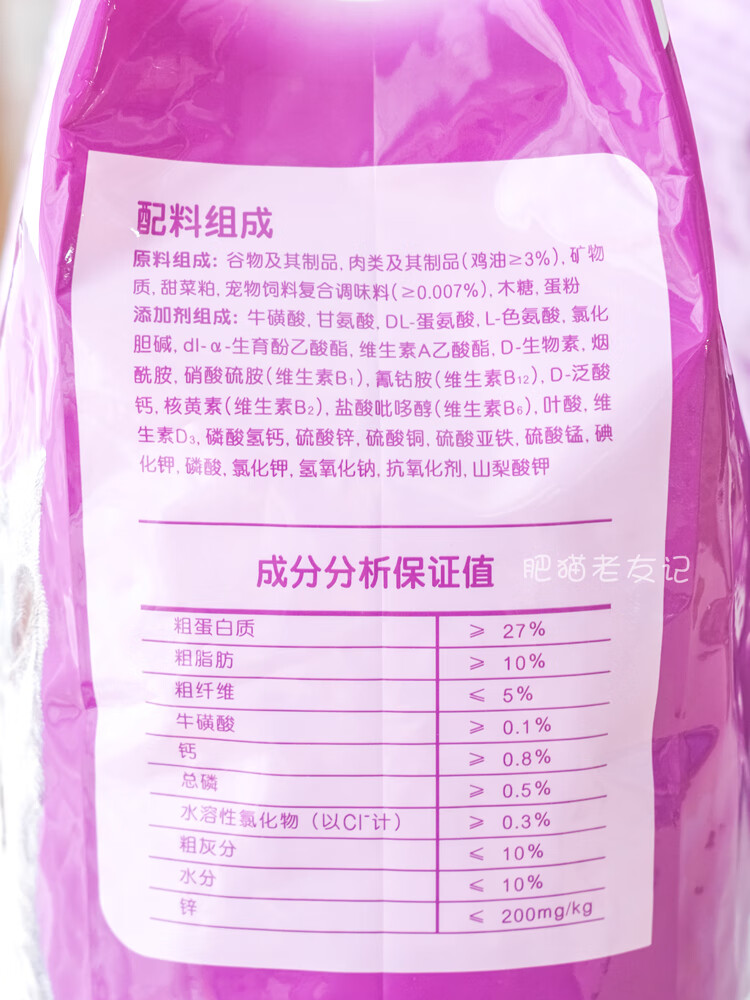 配料组成
原料组成: 谷物及其制品, 肉类及其制品(鸡油≥3%), 矿物
质, 甜菜粕, 宠物饲料复合调味料(≥0.007%), 木糖, 蛋粉
添加剂组成: 牛磺酸, 甘氨酸, DL-蛋氨酸, L-色氨酸, 氯化
胆碱, dl-α-生育酚乙酸酯, 维生素A乙酸酯, D-生物素, 烟
酰胺, 硝酸硫胺(维生素B₁), 氰钴胺(维生素B₁₂), D-泛酸
钙, 核黄素(维生素B₂), 盐酸吡哆醇(维生素B₆), 叶酸, 维
生素D₃, 磷酸氢钙, 硫酸锌, 硫酸铜, 硫酸亚铁, 硫酸锰, 碘
化钾, 磷酸, 氯化钾, 氢氧化钠, 抗氧化剂, 山梨酸钾
成分分析保证值
肥猫老友记
粗蛋白质 ≥ 27%
粗脂肪 ≥ 10%
粗纤维 ≤ 5%
牛磺酸 ≥ 0.1%
钙 ≥ 0.8%
总磷 ≥ 0.5%
水溶性氯化物（以Cl⁻计） ≥ 0.3%
粗灰分 ≤ 10%
水分 ≤ 10%
锌 ≤ 200mg/kg